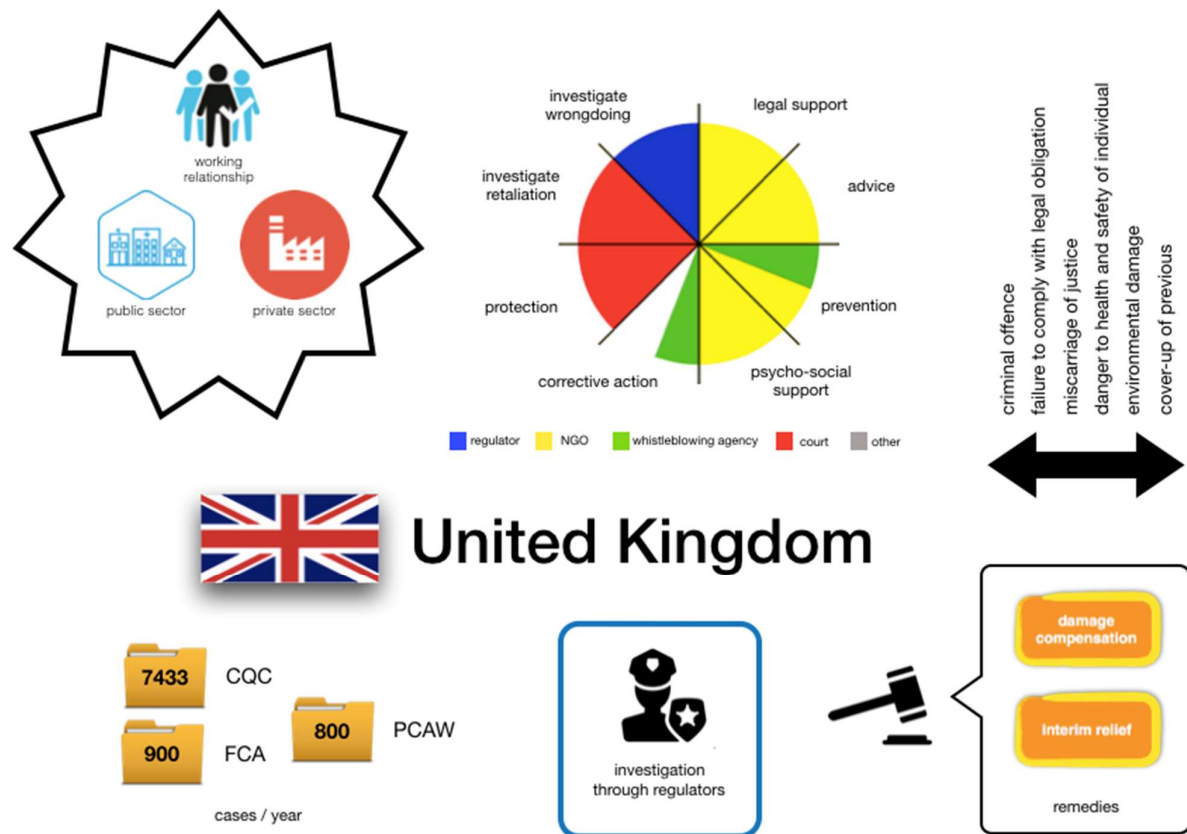 working
relationship
public sector
private sector
investigate
wrongdoing
legal support
investigate
retaliation
advice
protection
prevention
corrective action
psycho-social
support
regulator
NGO
whistleblowing agency
court
other
criminal offence
failure to comply with legal obligation
miscarriage of justice
danger to health and safety of individual
environmental damage
cover-up of previous
United Kingdom
7433
CQC
800
PCAW
900
FCA
cases / year
investigation
through regulators
damage
compensation
interim relief
remedies